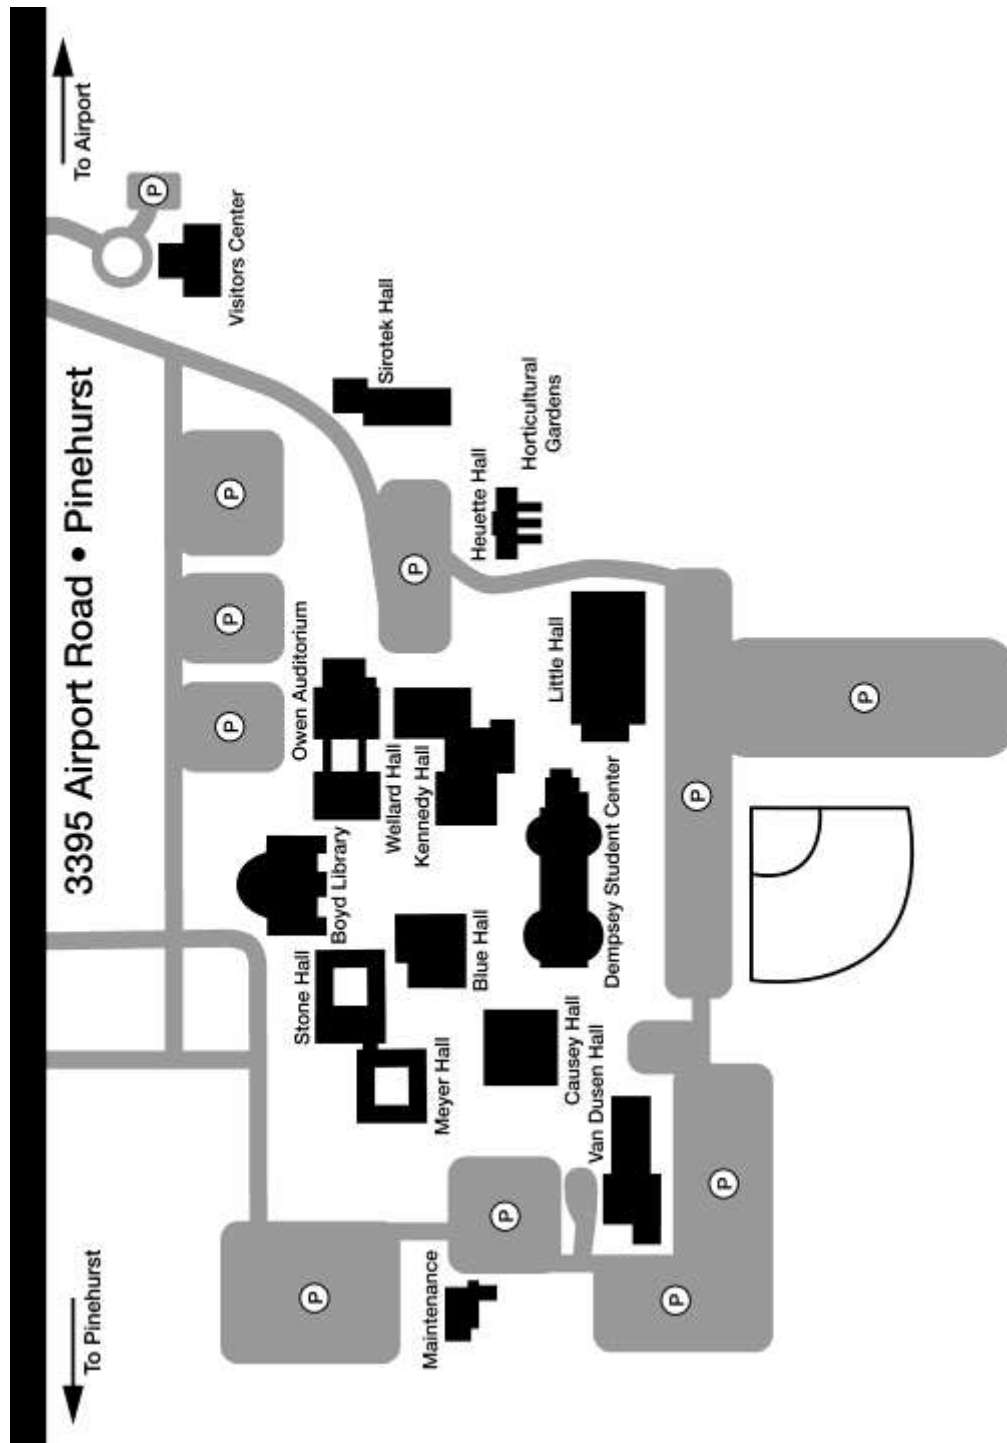 To Pinehurst
To Airport
3395 Airport Road • Pinehurst
P
Visitors Center
P
P
P
Sirotek Hall
Owen Auditorium
Boyd Library
Stone Hall
P
P
Wellard Hall
Kennedy Hall
Heuette Hall
Horticultural
Gardens
Meyer Hall
Blue Hall
Maintenance
P
Little Hall
Causey Hall
Van Dusen Hall
Dempsey Student Center
P
P
P
P